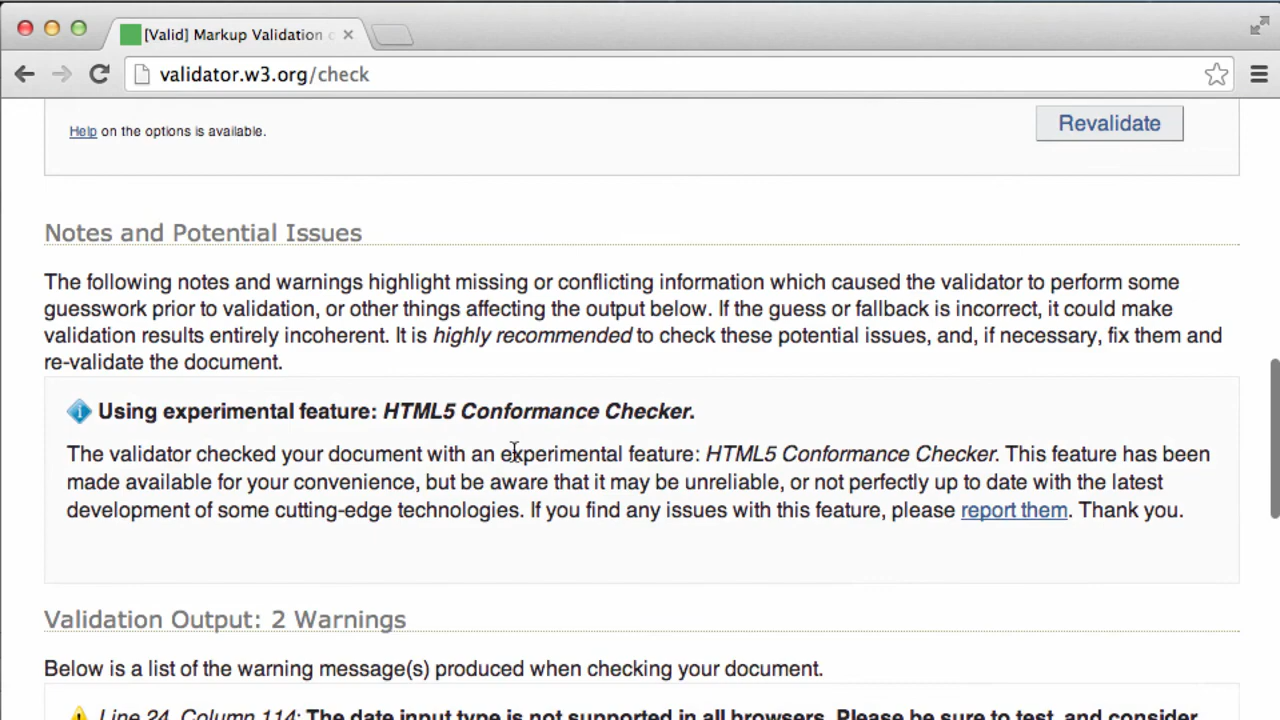 [Valid] Markup Validation
validator.w3.org/check
Help on the options is available.
Revalidate
Notes and Potential Issues
The following notes and warnings highlight missing or conflicting information which caused the validator to perform some
guesswork prior to validation, or other things affecting the output below. If the guess or fallback is incorrect, it could make
validation results entirely incoherent. It is highly recommended to check these potential issues, and, if necessary, fix them and
re-validate the document.
Using experimental feature: HTML5 Conformance Checker.
The validator checked your document with an experimental feature: HTML5 Conformance Checker. This feature has been
made available for your convenience, but be aware that it may be unreliable, or not perfectly up to date with the latest
development of some cutting-edge technologies. If you find any issues with this feature, please report them. Thank you.
Validation Output: 2 Warnings
Below is a list of the warning message(s) produced when checking your document.
Line 24, Column 114: The date input type is not supported in all browsers. Please be sure to test, and consider